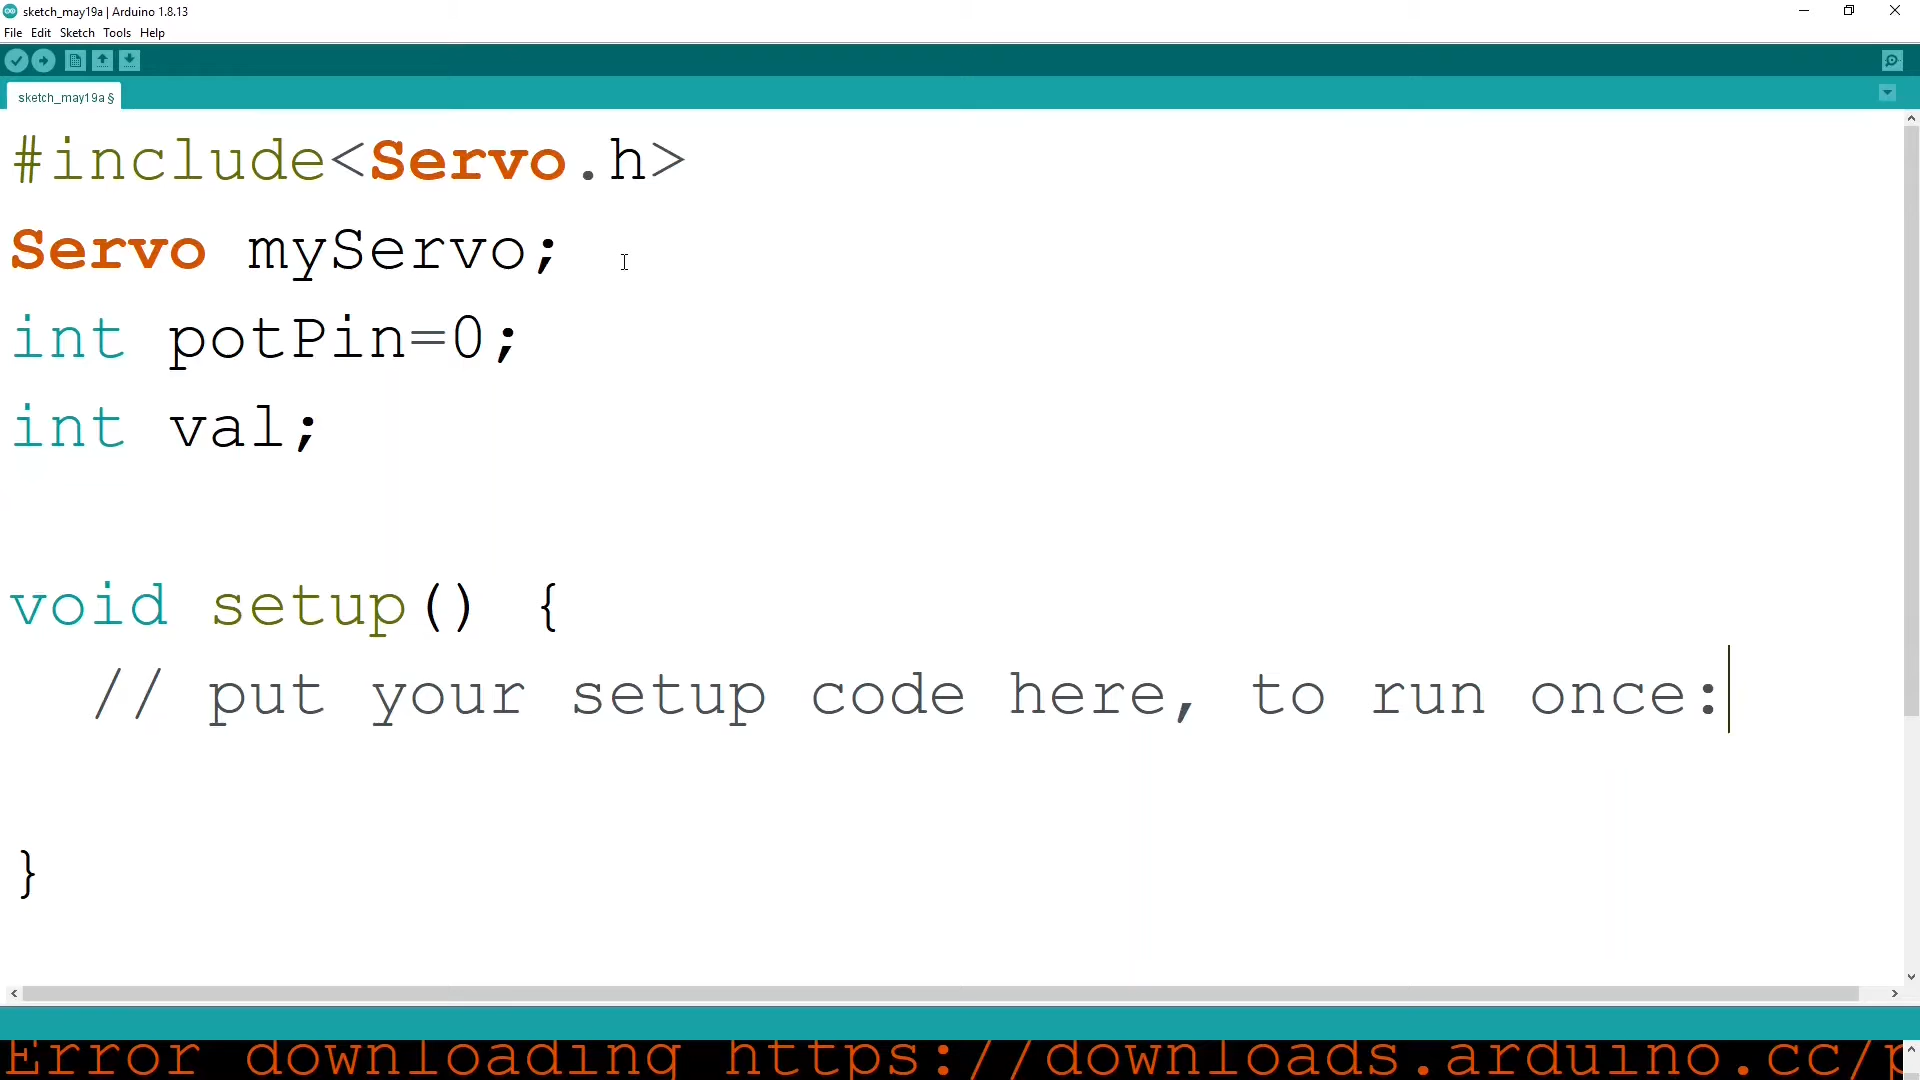 sketch_may19a | Arduino 1.8.13
File Edit Sketch Tools Help
sketch_may19a §
#include<Servo.h>
Servo myServo;
int potPin=0;
int val;
void setup() {
// put your setup code here, to run once:
}
Error downloading https://downloads.arduino.cc/p